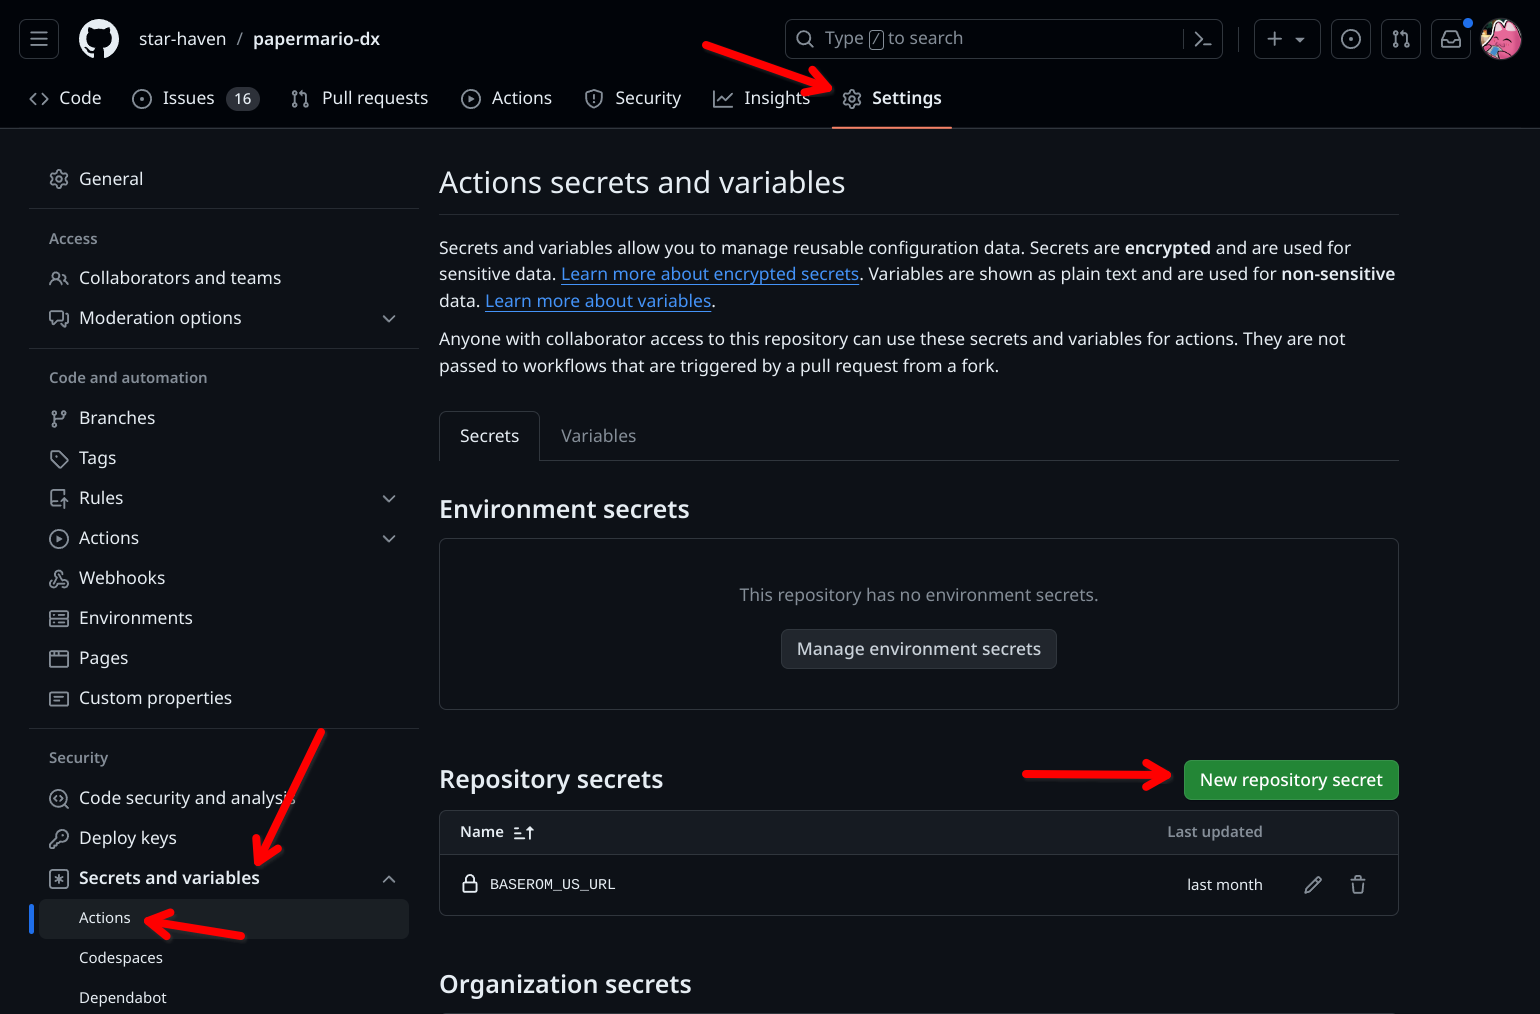 star-haven / papermario-dx
Type / to search
Code
Issues 16
Pull requests
Actions
Security
Insights
Settings
General
Access
Collaborators and teams
Moderation options
Code and automation
Branches
Tags
Rules
Actions
Webhooks
Environments
Pages
Custom properties
Security
Code security and analysis
Deploy keys
Secrets and variables
Actions
Codespaces
Dependabot
Actions secrets and variables
Secrets and variables allow you to manage reusable configuration data. Secrets are encrypted and are used for
sensitive data. Learn more about encrypted secrets. Variables are shown as plain text and are used for non-sensitive
data. Learn more about variables.
Anyone with collaborator access to this repository can use these secrets and variables for actions. They are not
passed to workflows that are triggered by a pull request from a fork.
Secrets
Variables
Environment secrets
This repository has no environment secrets.
Manage environment secrets
Repository secrets
New repository secret
Name
Last updated
BASEROM_US_URL
last month
Organization secrets